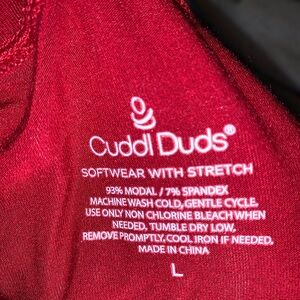 Cuddl Duds®
SOFTWEAR WITH STRETCH
93% MODAL / 7% SPANDEX
MACHINE WASH COLD, GENTLE CYCLE.
USE ONLY NON CHLORINE BLEACH WHEN
NEEDED. TUMBLE DRY LOW.
REMOVE PROMPTLY. COOL IRON IF NEEDED.
MADE IN CHINA
L